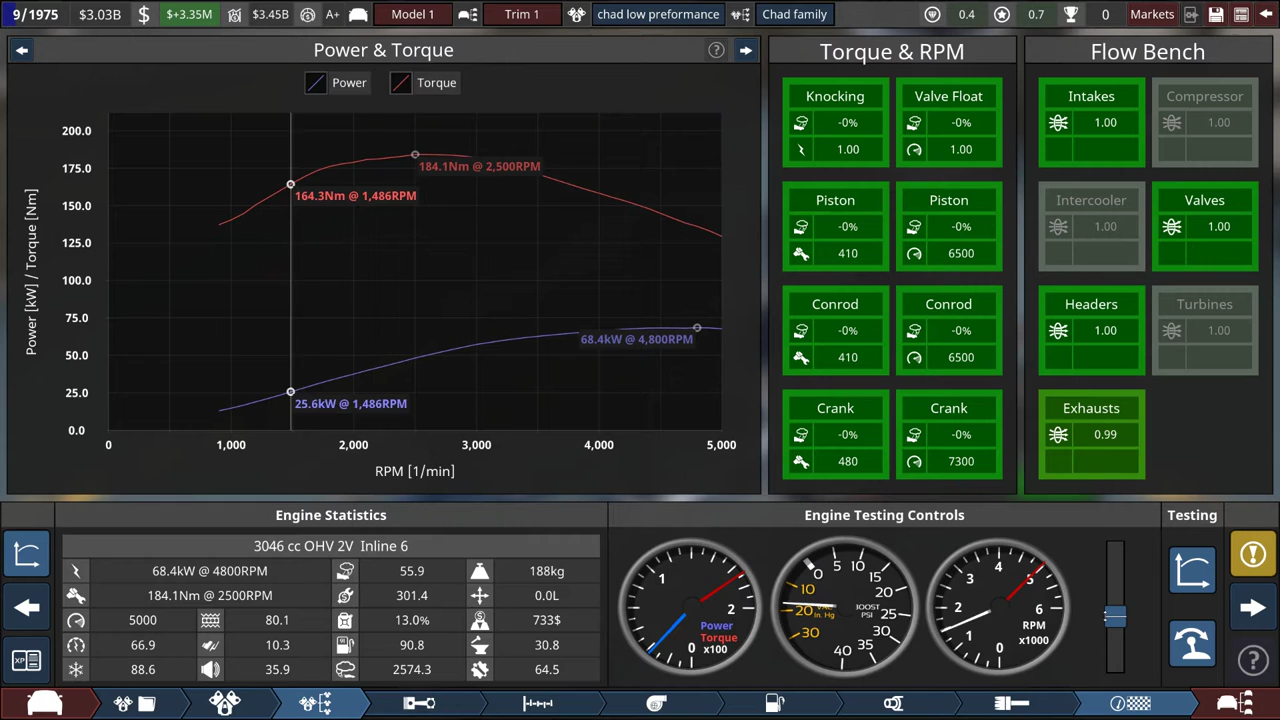 9/1975 $3.03B $+3.35M $3.45B A+ Model 1 Trim 1 chad low preformance Chad family 0.4 0.7 0 Markets
Power & Torque
?
Power Torque
200.0
175.0
150.0
125.0
100.0
75.0
50.0
25.0
0.0
Power [kW] / Torque [Nm]
184.1Nm @ 2,500RPM
164.3Nm @ 1,486RPM
68.4kW @ 4,800RPM
25.6kW @ 1,486RPM
0 1,000 2,000 3,000 4,000 5,000
RPM [1/min]
Torque & RPM
Knocking
-0%
1.00
Valve Float
-0%
1.00
Piston
-0%
410
Piston
-0%
6500
Conrod
-0%
410
Conrod
-0%
6500
Crank
-0%
480
Crank
-0%
7300
Flow Bench
Intakes
1.00
Compressor
1.00
Intercooler
1.00
Valves
1.00
Headers
1.00
Turbines
1.00
Exhausts
0.99
Engine Statistics
3046 cc OHV 2V Inline 6
68.4kW @ 4800RPM 55.9 188kg
184.1Nm @ 2500RPM 301.4 0.0L
5000 80.1 13.0% 733$
66.9 10.3 90.8 30.8
88.6 35.9 2574.3 64.5
XP
Engine Testing Controls
0 1 2
Power
Torque
x100
0 5 10 15 20 25 30 35 40
10 20 30
VAC
in. Hg
BOOST
PSI
0 1 2 3 4 5 6
RPM
x1000
Testing
?